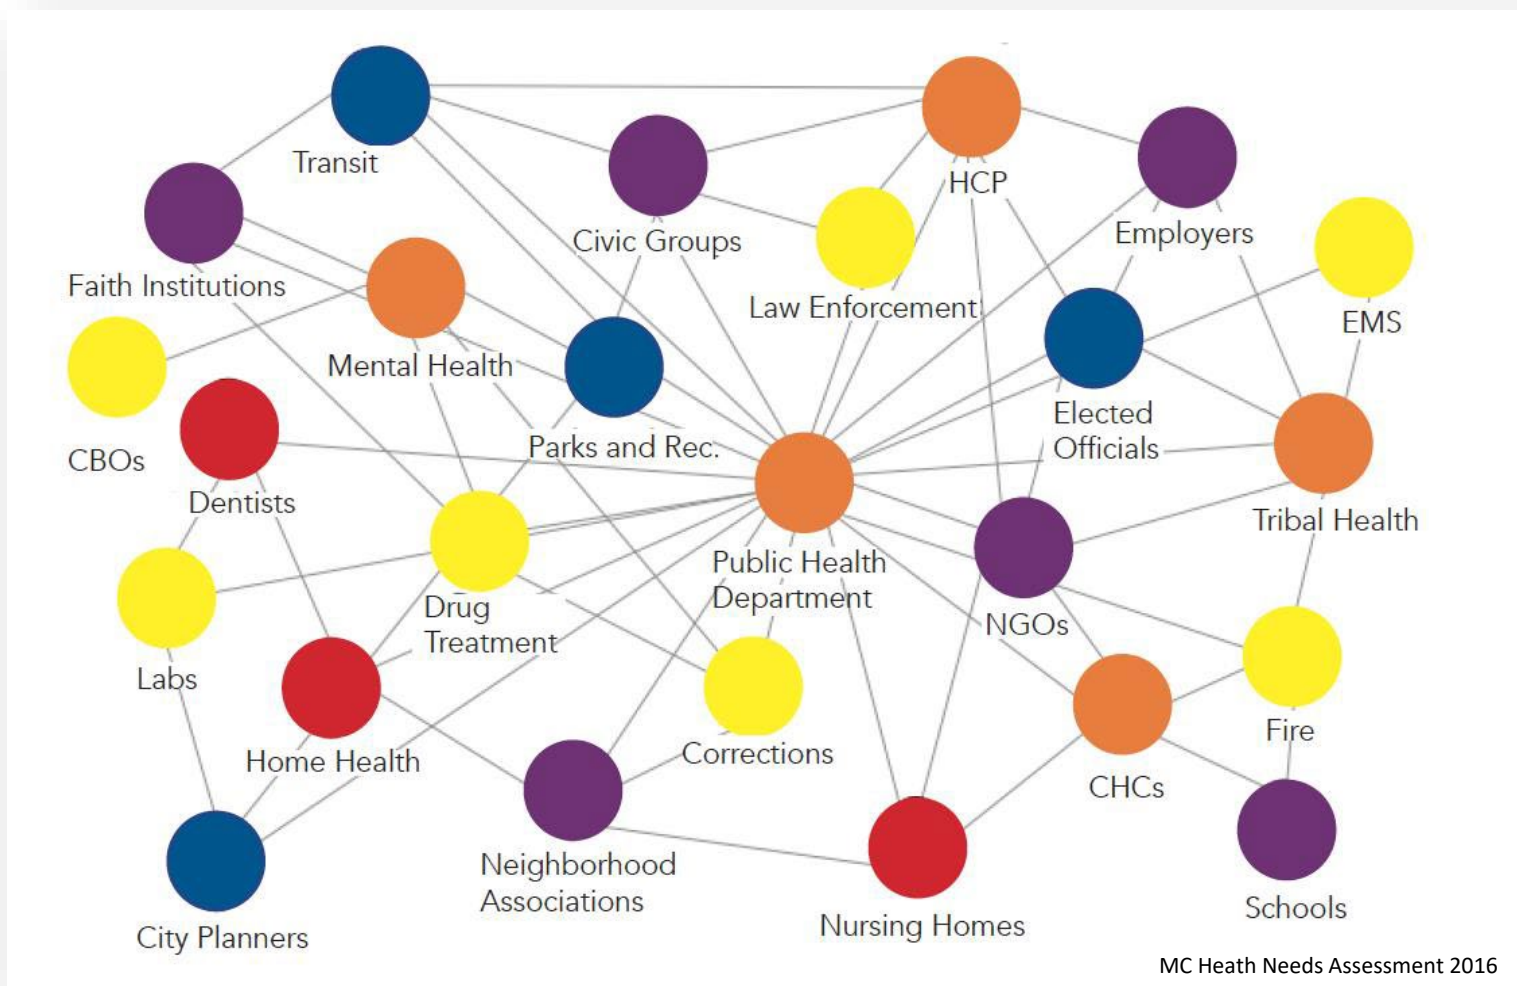 Transit
HCP
Civic Groups
Employers
Faith Institutions
Law Enforcement
EMS
Mental Health
CBOs
Parks and Rec.
Elected
Officials
Dentists
Tribal Health
Public Health
Department
Drug
Treatment
NGOs
Labs
Home Health
Corrections
CHCs
Fire
Neighborhood
Associations
City Planners
Nursing Homes
Schools
MC Heath Needs Assessment 2016